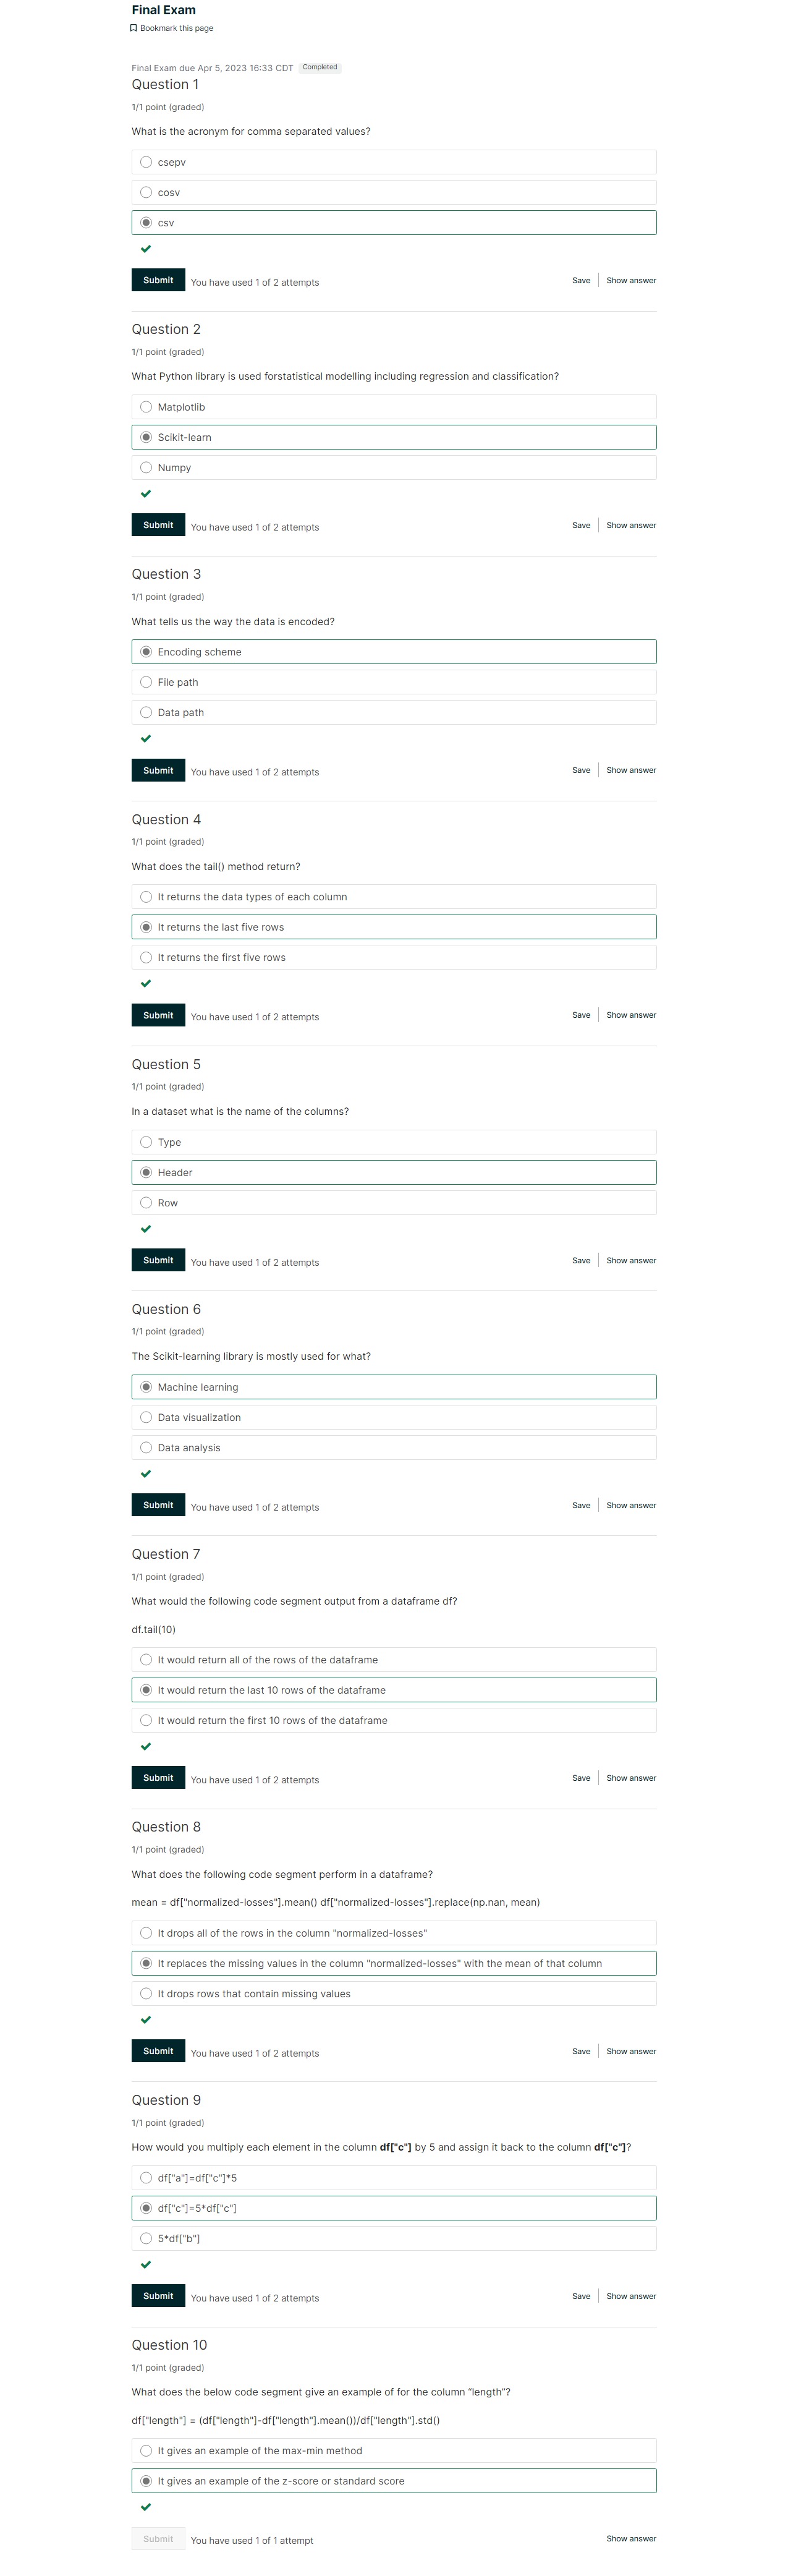 Final Exam
Bookmark this page
Final Exam due Apr 5, 2023 16:33 CDT Completed
Question 1
1/1 point (graded)
What is the acronym for comma separated values?
csepv
cosv
csv
Submit You have used 1 of 2 attempts Save Show answer
Question 2
1/1 point (graded)
What Python library is used forstatistical modelling including regression and classification?
Matplotlib
Scikit-learn
Numpy
Submit You have used 1 of 2 attempts Save Show answer
Question 3
1/1 point (graded)
What tells us the way the data is encoded?
Encoding scheme
File path
Data path
Submit You have used 1 of 2 attempts Save Show answer
Question 4
1/1 point (graded)
What does the tail() method return?
It returns the data types of each column
It returns the last five rows
It returns the first five rows
Submit You have used 1 of 2 attempts Save Show answer
Question 5
1/1 point (graded)
In a dataset what is the name of the columns?
Type
Header
Row
Submit You have used 1 of 2 attempts Save Show answer
Question 6
1/1 point (graded)
The Scikit-learning library is mostly used for what?
Machine learning
Data visualization
Data analysis
Submit You have used 1 of 2 attempts Save Show answer
Question 7
1/1 point (graded)
What would the following code segment output from a dataframe df?
df.tail(10)
It would return all of the rows of the dataframe
It would return the last 10 rows of the dataframe
It would return the first 10 rows of the dataframe
Submit You have used 1 of 2 attempts Save Show answer
Question 8
1/1 point (graded)
What does the following code segment perform in a dataframe?
mean = df["normalized-losses"].mean() df["normalized-losses"].replace(np.nan, mean)
It drops all of the rows in the column "normalized-losses"
It replaces the missing values in the column "normalized-losses" with the mean of that column
It drops rows that contain missing values
Submit You have used 1 of 2 attempts Save Show answer
Question 9
1/1 point (graded)
How would you multiply each element in the column df["c"] by 5 and assign it back to the column df["c"]?
df["a"]=df["c"]*5
df["c"]=5*df["c"]
5*df["b"]
Submit You have used 1 of 2 attempts Save Show answer
Question 10
1/1 point (graded)
What does the below code segment give an example of for the column “length”?
df["length"] = (df["length"]-df["length"].mean())/df["length"].std()
It gives an example of the max-min method
It gives an example of the z-score or standard score
Submit You have used 1 of 1 attempt Show answer